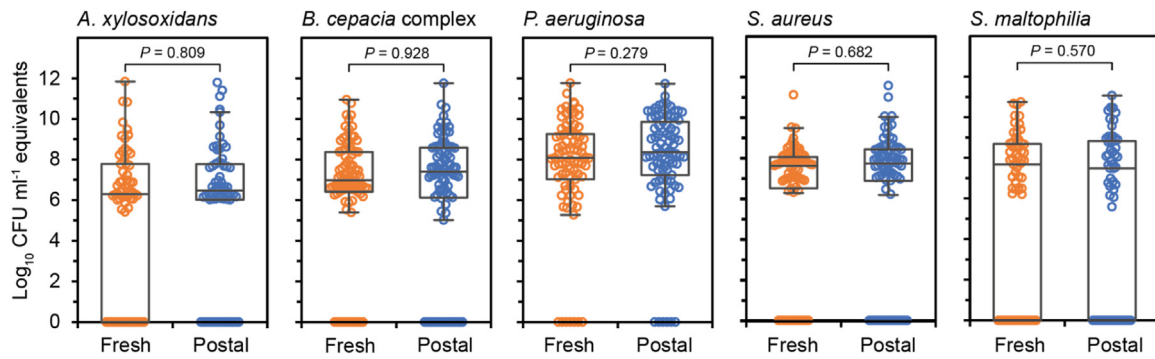 A. xylosoxidans B. cepacia complex P. aeruginosa S. aureus S. maltophilia
P = 0.809 P = 0.928 P = 0.279 P = 0.682 P = 0.570
Log₁₀ CFU ml⁻¹ equivalents
12
10
8
6
4
2
0
Fresh Postal Fresh Postal Fresh Postal Fresh Postal Fresh Postal